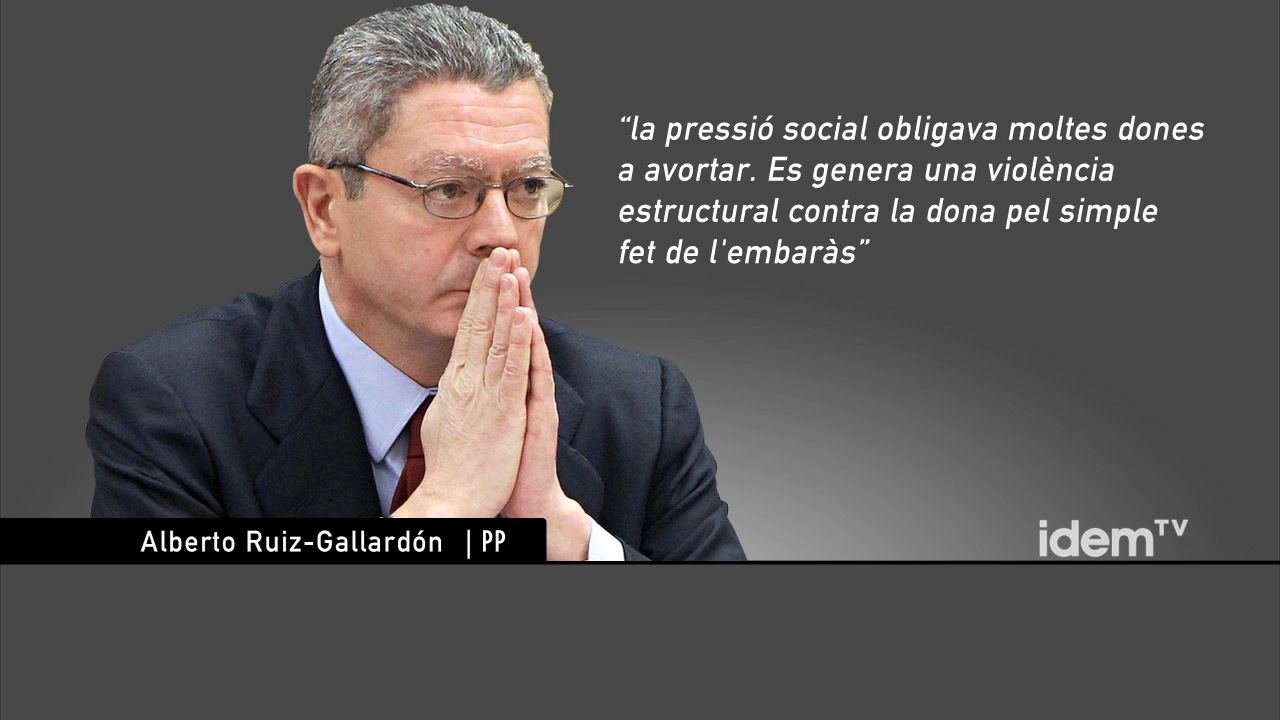 “la pressió social obligava moltes dones
a avortar. Es genera una violència
estructural contra la dona pel simple
fet de l'embaràs”
Alberto Ruiz-Gallardón | PP
idemTV